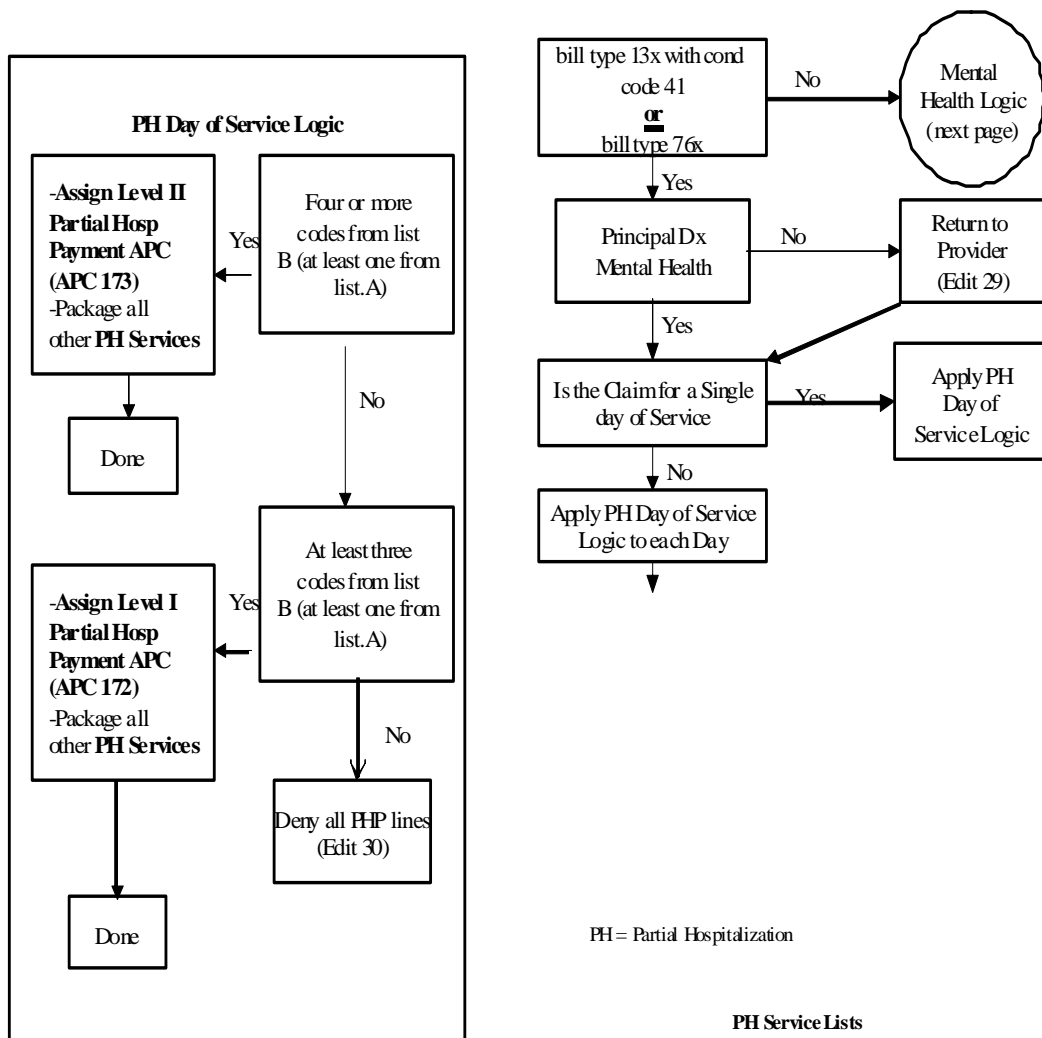 PH Day of Service Logic
-Assign Level II
Partial Hosp
Payment APC
(APC 173)
-Package all
other PH Services
Yes
Four or more
codes from list
B (at least one from
list.A)
Done
No
At least three
codes from list
B (at least one from
list.A)
Yes
-Assign Level I
Partial Hosp
Payment APC
(APC 172)
-Package all
other PH Services
No
Deny all PHP lines
(Edit 30)
Done
bill type 13x with cond
code 41
or
bill type 76x
No
Mental
Health Logic
(next page)
Yes
Principal Dx
Mental Health
No
Return to
Provider
(Edit 29)
Yes
Is the Claim for a Single
day of Service
Yes
Apply PH
Day of
Service Logic
No
Apply PH Day of Service
Logic to each Day
PH = Partial Hospitalization
PH Service Lists